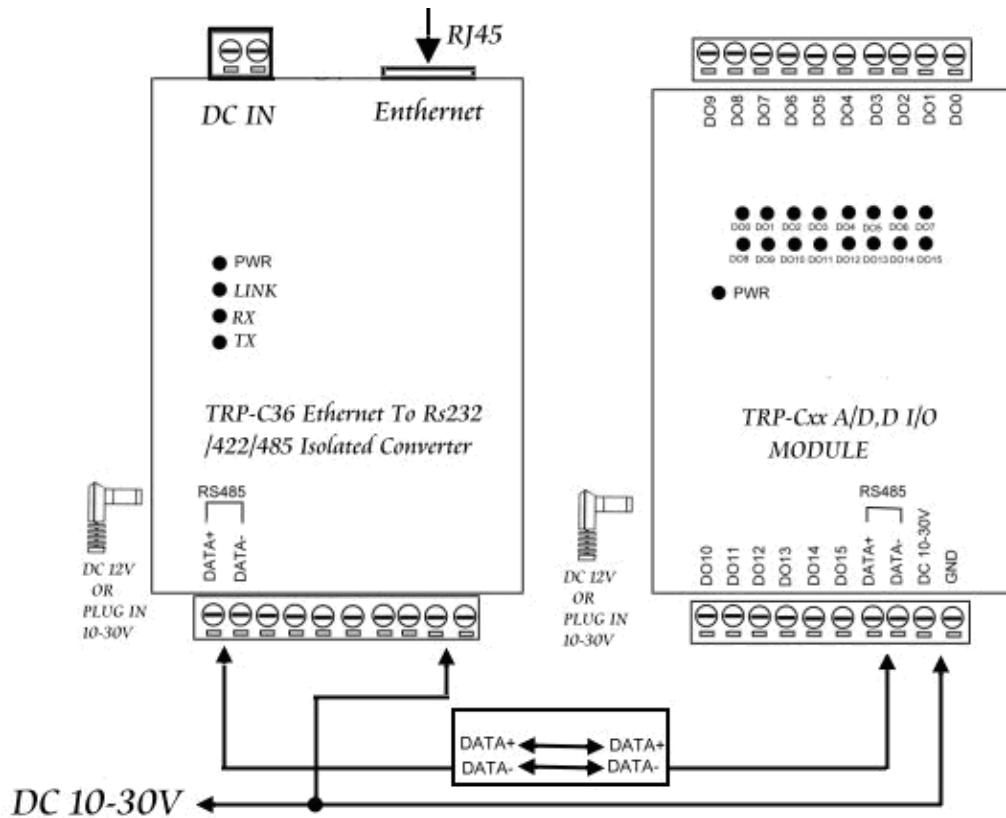 RJ45
DC IN
Enthernet
PWR
LINK
RX
TX
TRP-C36 Ethernet To Rs232
/422/485 Isolated Converter
RS485
DATA+
DATA-
DC 12V
OR
PLUG IN
10-30V
DO9
DO8
DO7
DO6
DO5
DO4
DO3
DO2
DO1
DO0
DO0 DO1 DO2 DO3 DO4 DO5 DO6 DO7
DO8 DO9 DO10 DO11 DO12 DO13 DO14 DO15
PWR
TRP-Cxx A/D,D I/O
MODULE
RS485
DO10
DO11
DO12
DO13
DO14
DO15
DATA+
DATA-
DC 10-30V
GND
DC 12V
OR
PLUG IN
10-30V
DATA+ DATA+
DATA- DATA-
DC 10-30V